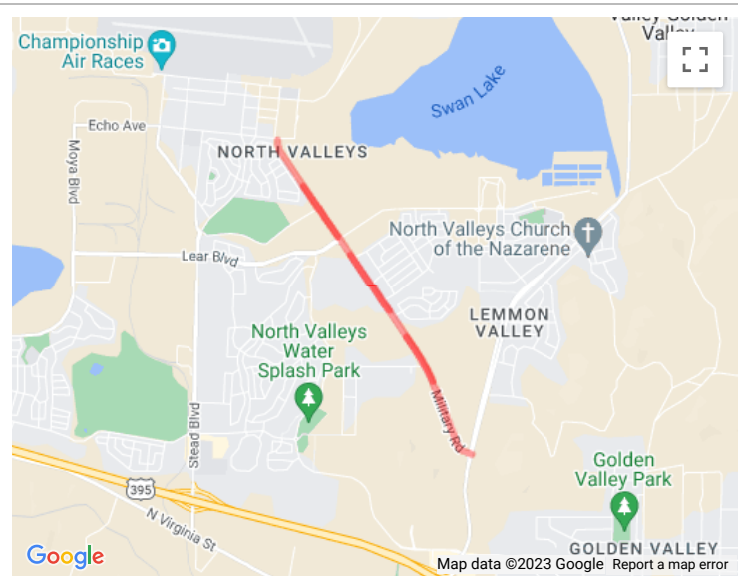 Valley Golden
Valley
Championship
Air Races
Swan Lake
Echo Ave
NORTH VALLEYS
Moya Blvd
North Valleys Church
of the Nazarene
Lear Blvd
LEMMON
VALLEY
North Valleys
Water
Splash Park
Military Rd
Stead Blvd
Golden
Valley Park
395
N Virginia St
GOLDEN VALLEY
Google
Map data ©2023 Google
Report a map error